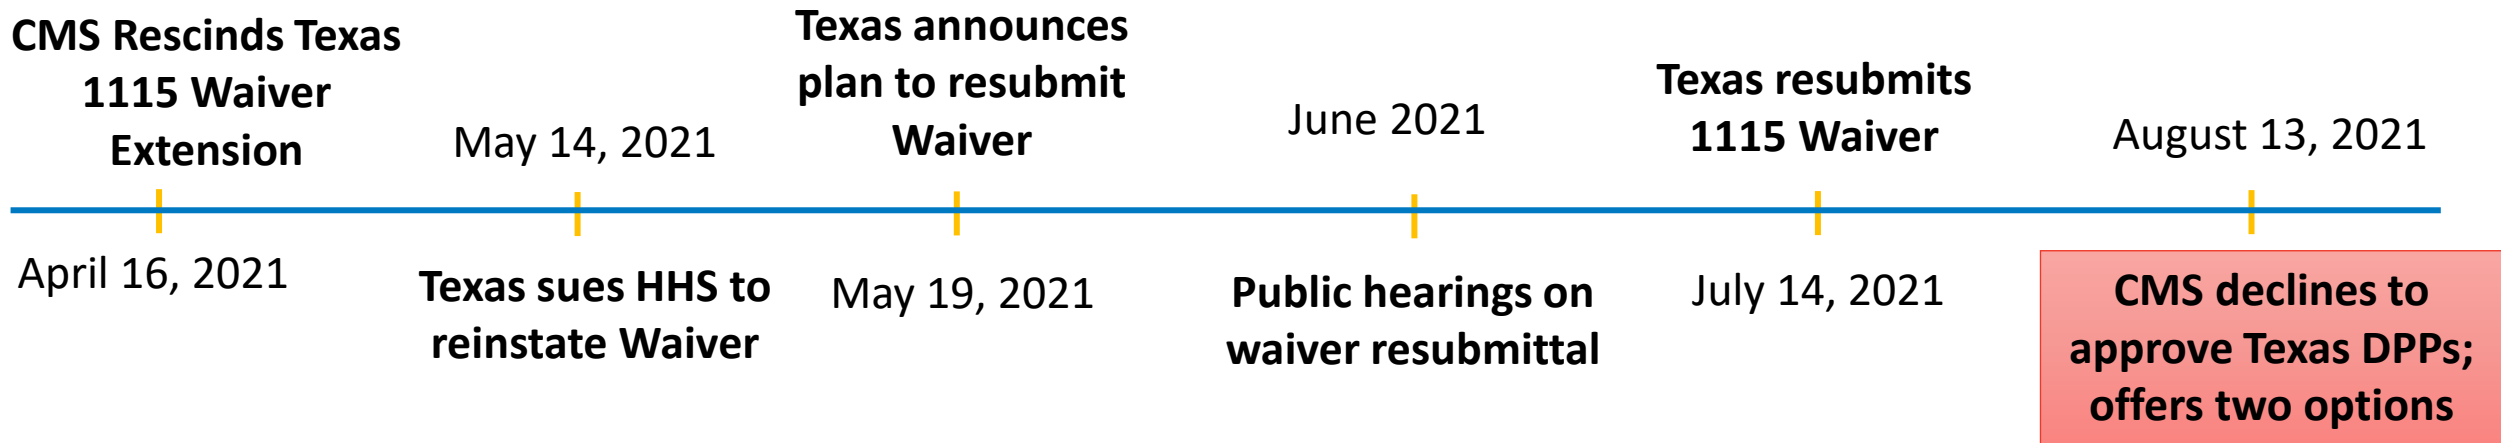 CMS Rescinds Texas
1115 Waiver
Extension
April 16, 2021
May 14, 2021
Texas sues HHS to
reinstate Waiver
Texas announces
plan to resubmit
Waiver
May 19, 2021
June 2021
Public hearings on
waiver resubmittal
Texas resubmits
1115 Waiver
July 14, 2021
August 13, 2021
CMS declines to
approve Texas DPPs;
offers two options